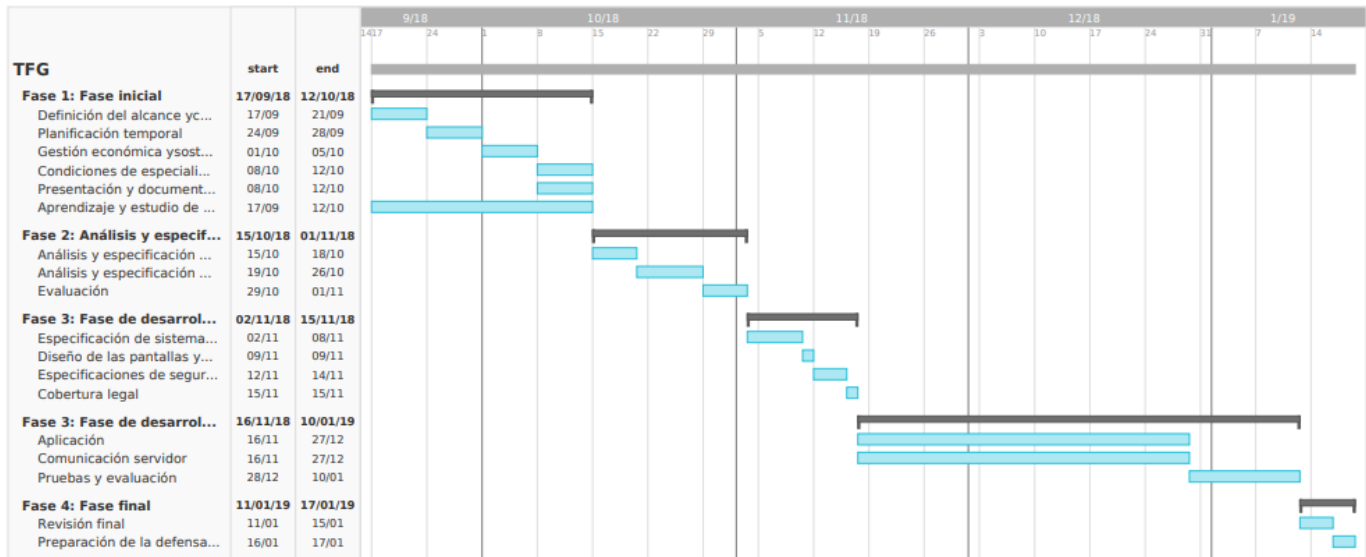 9/18 10/18 11/18 12/18 1/19
1417 24 1 8 15 22 29 5 12 19 26 3 10 17 24 31 7 14
TFG start end
Fase 1: Fase inicial 17/09/18 12/10/18
Definición del alcance yc... 17/09 21/09
Planificación temporal 24/09 28/09
Gestión económica ysost... 01/10 05/10
Condiciones de especiali... 08/10 12/10
Presentación y document... 08/10 12/10
Aprendizaje y estudio de ... 17/09 12/10
Fase 2: Análisis y especif... 15/10/18 01/11/18
Análisis y especificación ... 15/10 18/10
Análisis y especificación ... 19/10 26/10
Evaluación 29/10 01/11
Fase 3: Fase de desarrol... 02/11/18 15/11/18
Especificación de sistema... 02/11 08/11
Diseño de las pantallas y... 09/11 09/11
Especificaciones de segur... 12/11 14/11
Cobertura legal 15/11 15/11
Fase 3: Fase de desarrol... 16/11/18 10/01/19
Aplicación 16/11 27/12
Comunicación servidor 16/11 27/12
Pruebas y evaluación 28/12 10/01
Fase 4: Fase final 11/01/19 17/01/19
Revisión final 11/01 15/01
Preparación de la defensa... 16/01 17/01